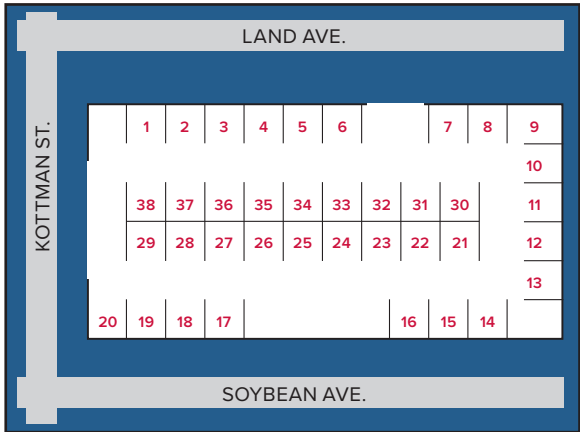 LAND AVE.
KOTTMAN ST.
1 2 3 4 5 6 7 8 9
10
38 37 36 35 34 33 32 31 30 11
29 28 27 26 25 24 23 22 21 12
13
20 19 18 17 16 15 14
SOYBEAN AVE.